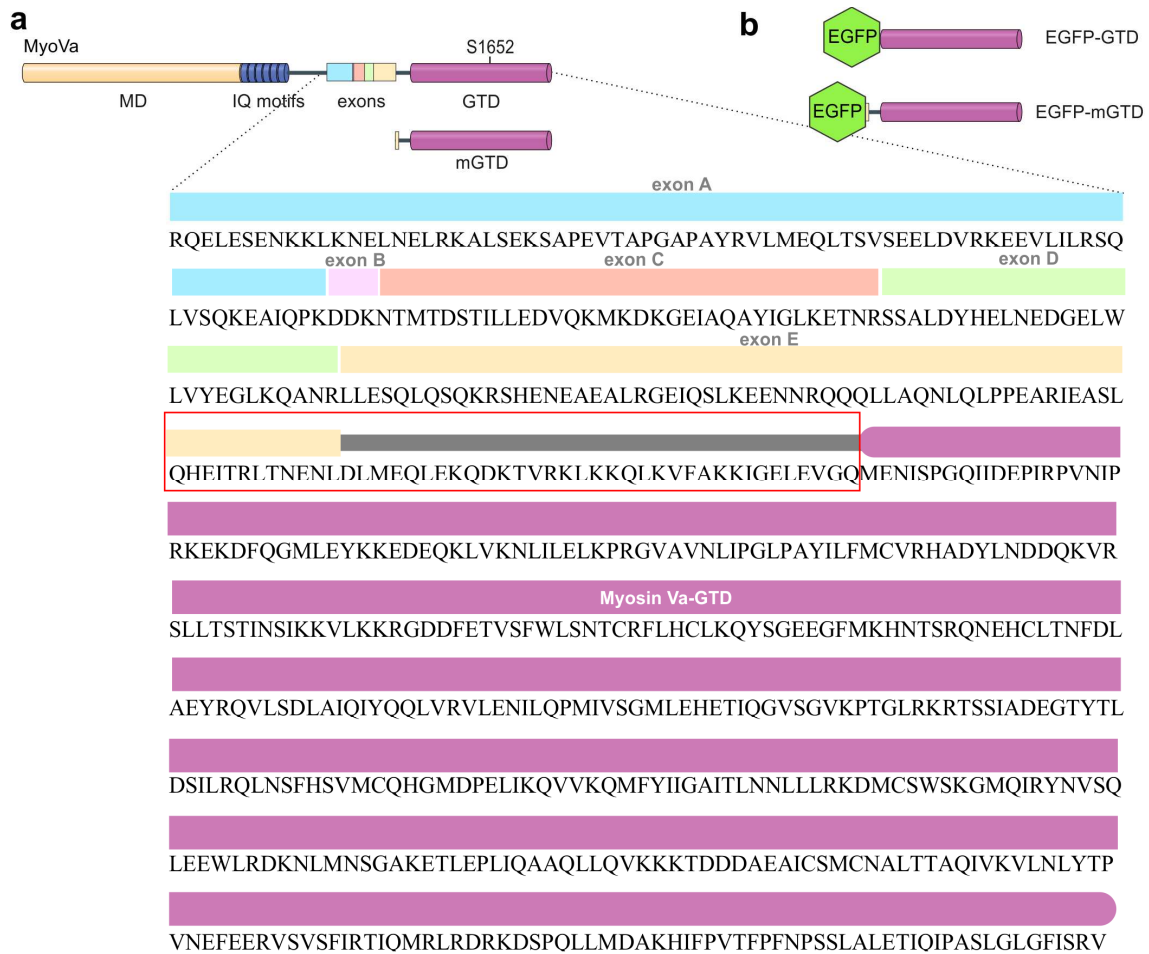 a
b
MyoVa
S1652
MD
IQ motifs
exons
GTD
mGTD
EGFP
EGFP-GTD
EGFP
EGFP-mGTD
exon A
RQELESENKKLKNELNELRKALSEKSAPEVTAPGAPAYRVLMEQLTSVSEELDVRKEEVLILRSQ
exon B
exon C
exon D
LVSQKEAIQPKDDKNTMTDSTILLEDVQKMKDKGEIAQAYIGLKETNRSSALDYHELNEDGELW
exon E
LVYEGLKQANRLLESQLQSQKRSHENEAEALRGEIQSLKEENNRQQQLLAQNLQLPPEARIEASL
QHEITRLTNENLDLMEQLEKQDKTVRKLKKQLKVFAKKIGELEVGQMENISPGQIIDEPIRPVNIP
RKEKDFQGMLEYKKEDEQKLVKNLILELKPRGVAVNLIPGLPAYILFMCVRHADYLNDDQKVR
Myosin Va-GTD
SLLTSTINSIKKVLKKRGDDFETVSFWLSNTCRFLHCLKQYSGEEGFMKHNTSRQNEHCLTNFDL
AEYRQVLSDLAIQIYQQLVRVLENILQPMIVSGMLEHETIQGVSGVKPTGLRKRTSSIADEGTYTL
DSILRQLNSFHSVMCQHGMDPELIKQVVKQMFYIIGAITLNNLLLRKDMCSWSKGMQIRYNVSQ
LEEWLRDKNLMNSGAKETLEPLIQAAQLLQVKKKTDDDAEAICSMCNALTTAQIVKVLNLYTP
VNEFEERVSVSFIRTIQMRLRDRKDSPQLLMDAKHIFPVTFPFNPSSLALETIQIPASLGLGFISRV